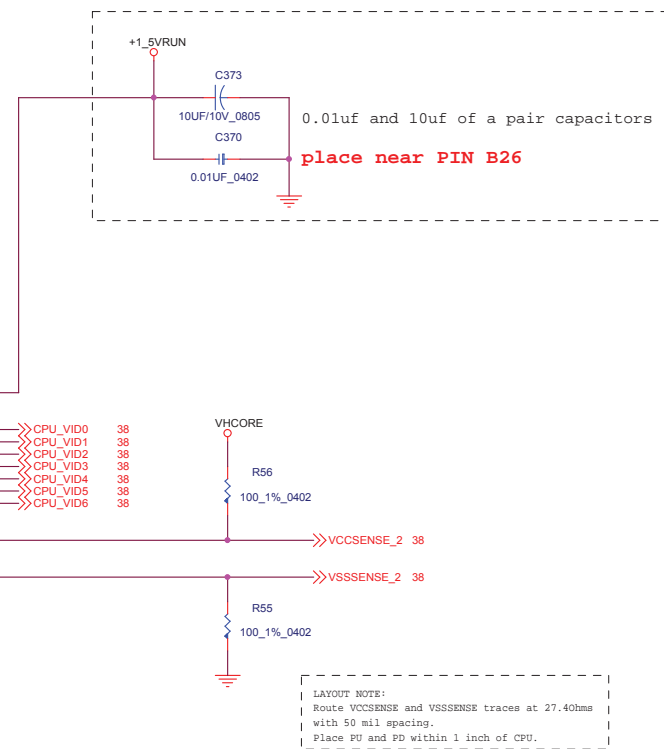 +1_5VRUN
C373
10UF/10V_0805
0.01uf and 10uf of a pair capacitors
C370
place near PIN B26
0.01UF_0402
CPU_VID0 38
CPU_VID1 38
CPU_VID2 38
CPU_VID3 38
CPU_VID4 38
CPU_VID5 38
CPU_VID6 38
VHCORE
R56
100_1%_0402
VCCSENSE_2 38
VSSSENSE_2 38
R55
100_1%_0402
LAYOUT NOTE:
Route VCCSENSE and VSSSENSE traces at 27.4Ohms
with 50 mil spacing.
Place PU and PD within 1 inch of CPU.